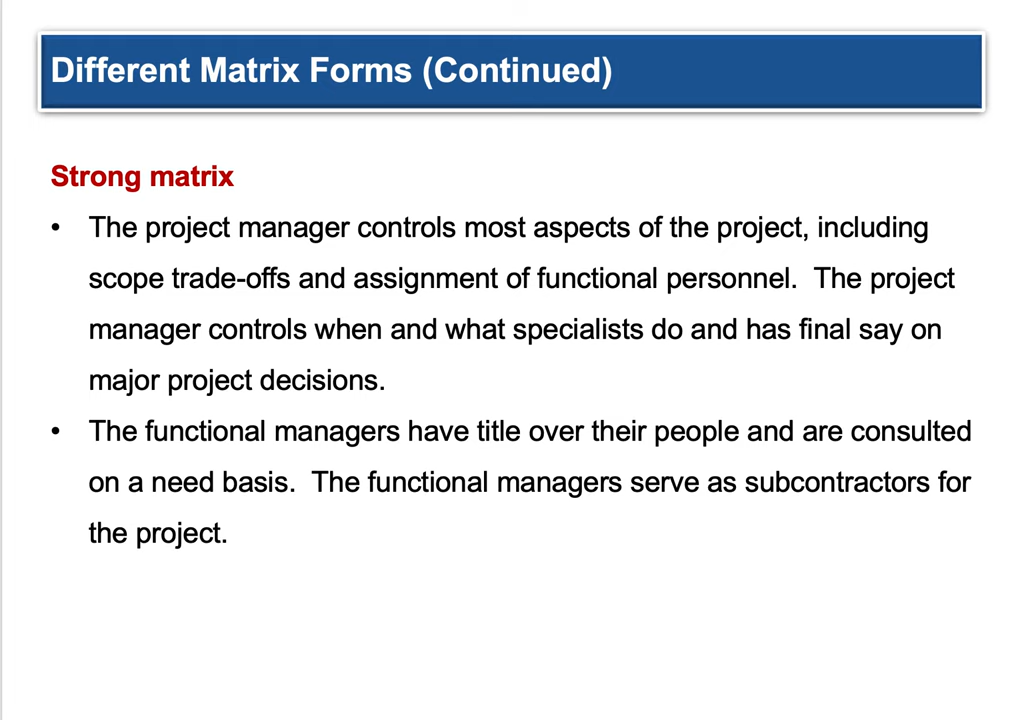 Different Matrix Forms (Continued)
Strong matrix
• The project manager controls most aspects of the project, including
scope trade-offs and assignment of functional personnel.  The project
manager controls when and what specialists do and has final say on
major project decisions.
• The functional managers have title over their people and are consulted
on a need basis.  The functional managers serve as subcontractors for
the project.